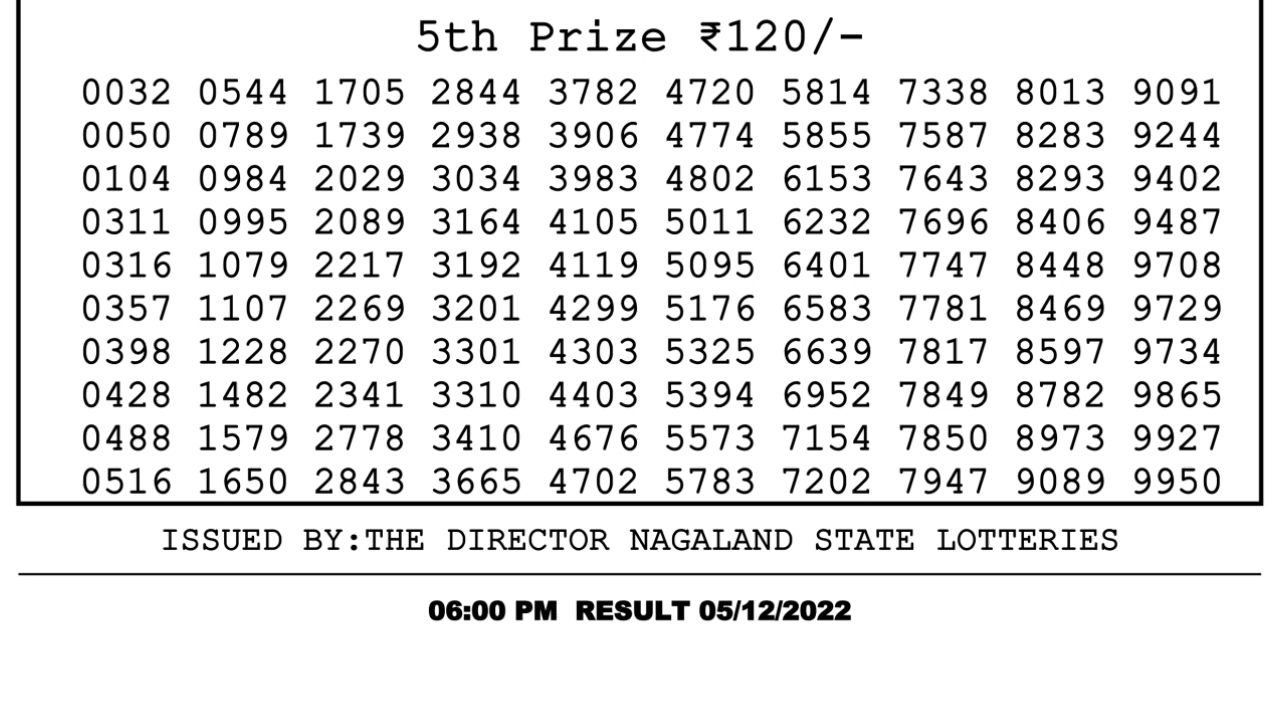 5th Prize ₹120/-
0032 0544 1705 2844 3782 4720 5814 7338 8013 9091
0050 0789 1739 2938 3906 4774 5855 7587 8283 9244
0104 0984 2029 3034 3983 4802 6153 7643 8293 9402
0311 0995 2089 3164 4105 5011 6232 7696 8406 9487
0316 1079 2217 3192 4119 5095 6401 7747 8448 9708
0357 1107 2269 3201 4299 5176 6583 7781 8469 9729
0398 1228 2270 3301 4303 5325 6639 7817 8597 9734
0428 1482 2341 3310 4403 5394 6952 7849 8782 9865
0488 1579 2778 3410 4676 5573 7154 7850 8973 9927
0516 1650 2843 3665 4702 5783 7202 7947 9089 9950
ISSUED BY:THE DIRECTOR NAGALAND STATE LOTTERIES
06:00 PM RESULT 05/12/2022